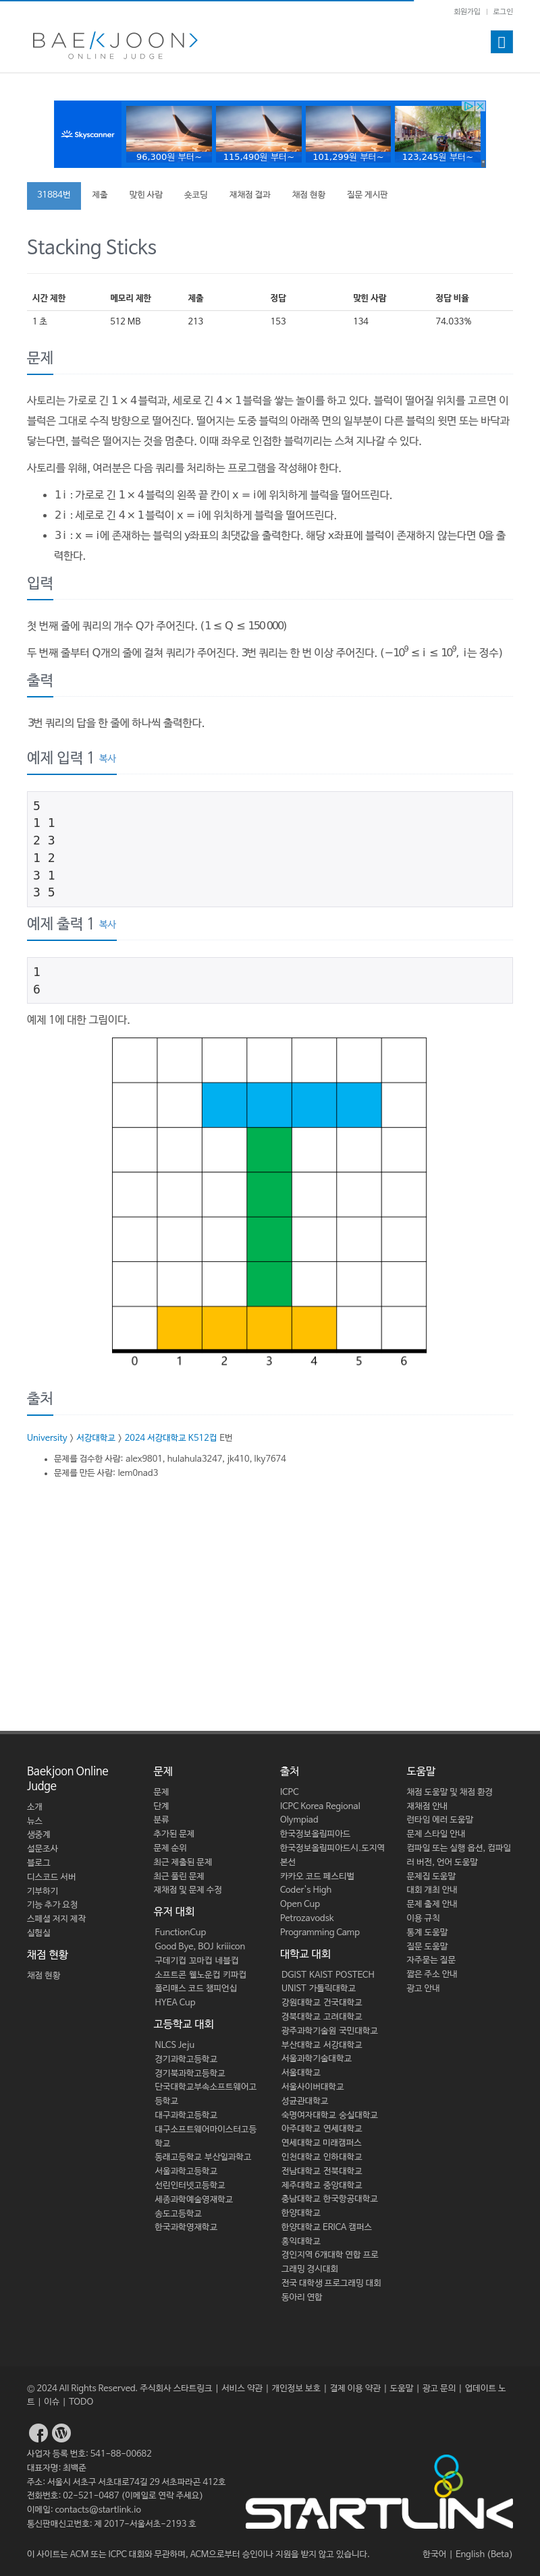 회원가입 | 로그인
BAEKJOON
ONLINE JUDGE
Skyscanner
96,300원 부터~ 115,490원 부터~ 101,299원 부터~ 123,245원 부터~
31884번 제출 맞힌 사람 숏코딩 재채점 결과 채점 현황 질문 게시판
Stacking Sticks
시간 제한 메모리 제한 제출 정답 맞힌 사람 정답 비율
1 초 512 MB 213 153 134 74.033%
문제
사토리는 가로로 긴 1 × 4 블럭과, 세로로 긴 4 × 1 블럭을 쌓는 놀이를 하고 있다. 블럭이 떨어질 위치를 고르면 이
블럭은 그대로 수직 방향으로 떨어진다. 떨어지는 도중 블럭의 아래쪽 면의 일부분이 다른 블럭의 윗면 또는 바닥과
닿는다면, 블럭은 떨어지는 것을 멈춘다. 이때 좌우로 인접한 블럭끼리는 스쳐 지나갈 수 있다.
사토리를 위해, 여러분은 다음 쿼리를 처리하는 프로그램을 작성해야 한다.
• 1 i : 가로로 긴 1 × 4 블럭의 왼쪽 끝 칸이 x = i에 위치하게 블럭을 떨어뜨린다.
• 2 i : 세로로 긴 4 × 1 블럭이 x = i에 위치하게 블럭을 떨어뜨린다.
• 3 i : x = i에 존재하는 블럭의 y좌표의 최댓값을 출력한다. 해당 x좌표에 블럭이 존재하지 않는다면 0을 출
력한다.
입력
첫 번째 줄에 쿼리의 개수 Q가 주어진다. (1 ≤ Q ≤ 150 000)
두 번째 줄부터 Q개의 줄에 걸쳐 쿼리가 주어진다. 3번 쿼리는 한 번 이상 주어진다. (−10⁹ ≤ i ≤ 10⁹, i는 정수)
출력
3번 쿼리의 답을 한 줄에 하나씩 출력한다.
예제 입력 1 복사
5
1 1
2 3
1 2
3 1
3 5
예제 출력 1 복사
1
6
예제 1에 대한 그림이다.
0 1 2 3 4 5 6
출처
University > 서강대학교 > 2024 서강대학교 K512컵 E번
• 문제를 검수한 사람: alex9801, hulahula3247, jk410, lky7674
• 문제를 만든 사람: lem0nad3
Baekjoon Online
Judge
소개
뉴스
생중계
설문조사
블로그
디스코드 서버
기부하기
기능 추가 요청
스페셜 저지 제작
실험실
채점 현황
채점 현황
문제
문제
단계
분류
추가된 문제
문제 순위
최근 제출된 문제
최근 풀린 문제
재채점 및 문제 수정
유저 대회
FunctionCup
Good Bye, BOJ kriiicon
구데기컵 꼬마컵 네블컵
소프트콘 웰노운컵 키파컵
폴리매스 코드 챔피언십
HYEA Cup
고등학교 대회
NLCS Jeju
경기과학고등학교
경기북과학고등학교
단국대학교부속소프트웨어고
등학교
대구과학고등학교
대구소프트웨어마이스터고등
학교
동래고등학교 부산일과학고
서울과학고등학교
선린인터넷고등학교
세종과학예술영재학교
송도고등학교
한국과학영재학교
출처
ICPC
ICPC Korea Regional
Olympiad
한국정보올림피아드
한국정보올림피아드시.도지역
본선
카카오 코드 페스티벌
Coder's High
Open Cup
Petrozavodsk
Programming Camp
대학교 대회
DGIST KAIST POSTECH
UNIST 가톨릭대학교
강원대학교 건국대학교
경북대학교 고려대학교
광주과학기술원 국민대학교
부산대학교 서강대학교
서울과학기술대학교
서울대학교
서울사이버대학교
성균관대학교
숙명여자대학교 숭실대학교
아주대학교 연세대학교
연세대학교 미래캠퍼스
인천대학교 인하대학교
전남대학교 전북대학교
제주대학교 중앙대학교
충남대학교 한국항공대학교
한양대학교
한양대학교 ERICA 캠퍼스
홍익대학교
경인지역 6개대학 연합 프로
그래밍 경시대회
전국 대학생 프로그래밍 대회
동아리 연합
도움말
채점 도움말 및 채점 환경
재채점 안내
런타임 에러 도움말
문제 스타일 안내
컴파일 또는 실행 옵션, 컴파일
러 버전, 언어 도움말
문제집 도움말
대회 개최 안내
문제 출제 안내
이용 규칙
통계 도움말
질문 도움말
자주묻는 질문
짧은 주소 안내
광고 안내
© 2024 All Rights Reserved. 주식회사 스타트링크 | 서비스 약관 | 개인정보 보호 | 결제 이용 약관 | 도움말 | 광고 문의 | 업데이트 노
트 | 이슈 | TODO
사업자 등록 번호: 541-88-00682
대표자명: 최백준
주소: 서울시 서초구 서초대로74길 29 서초파라곤 412호
전화번호: 02-521-0487 (이메일로 연락 주세요)
이메일: contacts@startlink.io
통신판매신고번호: 제 2017-서울서초-2193 호
STARTLINK
이 사이트는 ACM 또는 ICPC 대회와 무관하며, ACM으로부터 승인이나 지원을 받지 않고 있습니다.
한국어 | English (Beta)